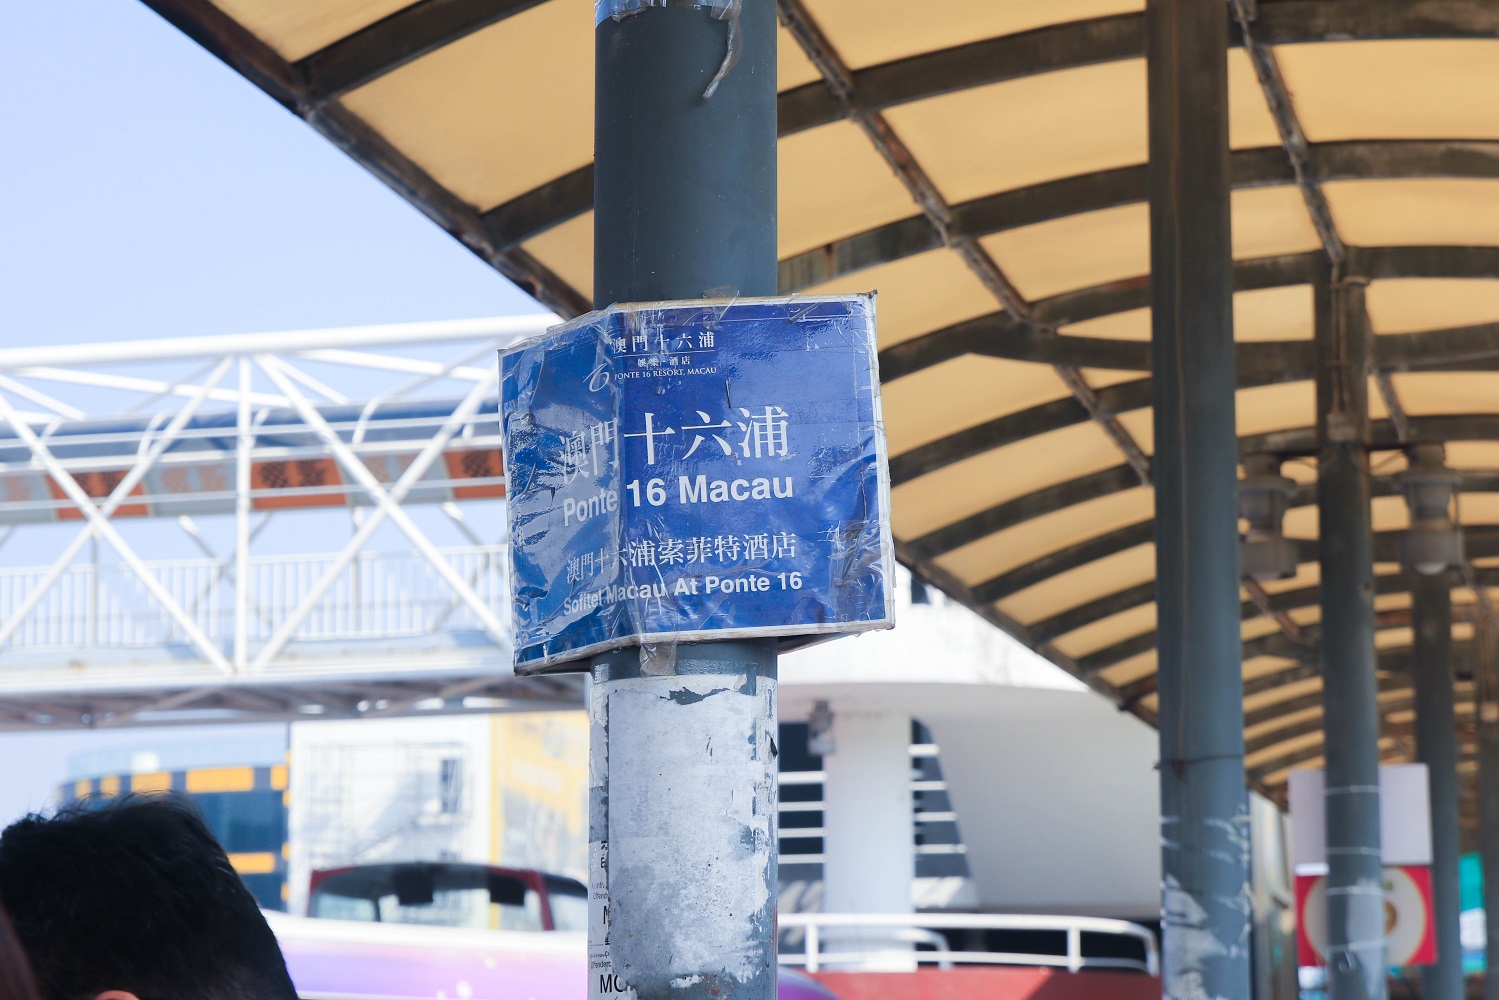 澳門十六浦
娛樂·酒店
PONTE 16 RESORT, MACAU
澳門十六浦
Ponte 16 Macau
澳門十六浦索菲特酒店
Sofitel Macau At Ponte 16